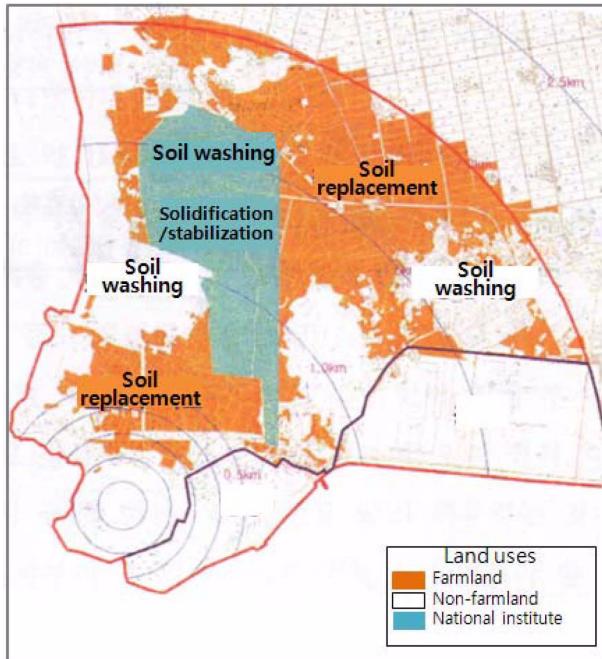 2.5km
Soil washing
Soil
replacement
Solidification
/stabilization
Soil
washing
Soil
washing
Soil
replacement
1.0km
0.5km
Land uses
Farmland
Non-farmland
National institute